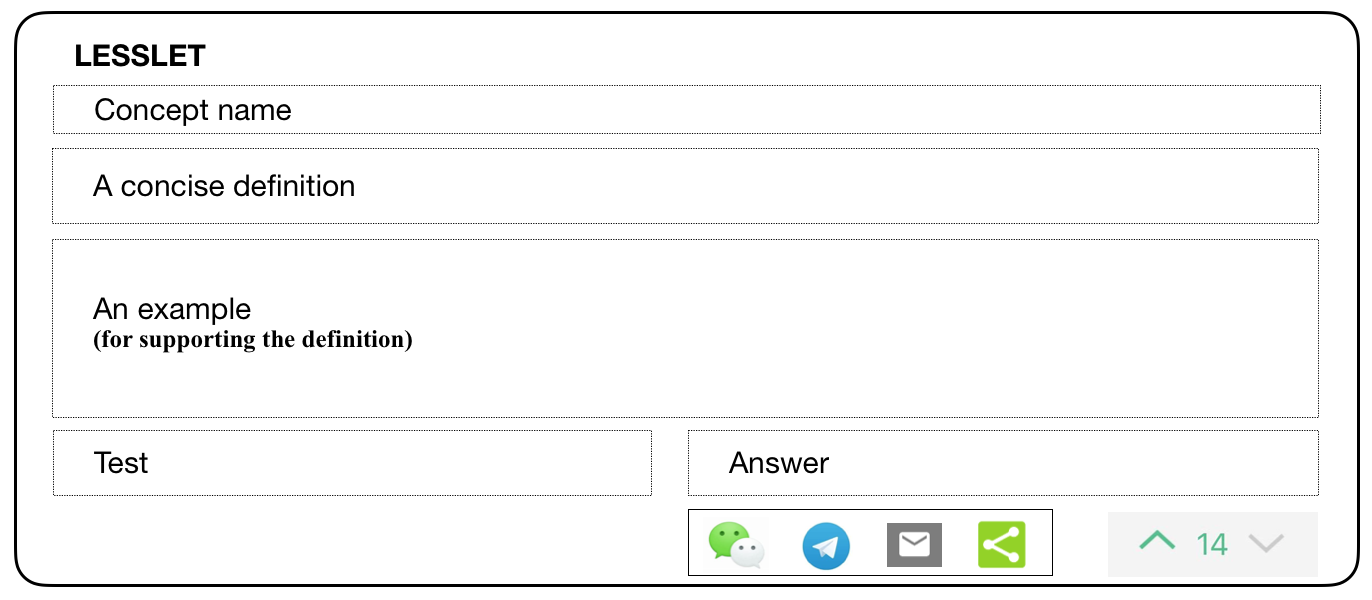 LESSLET
Concept name
A concise definition
An example
(for supporting the definition)
Test
Answer
14